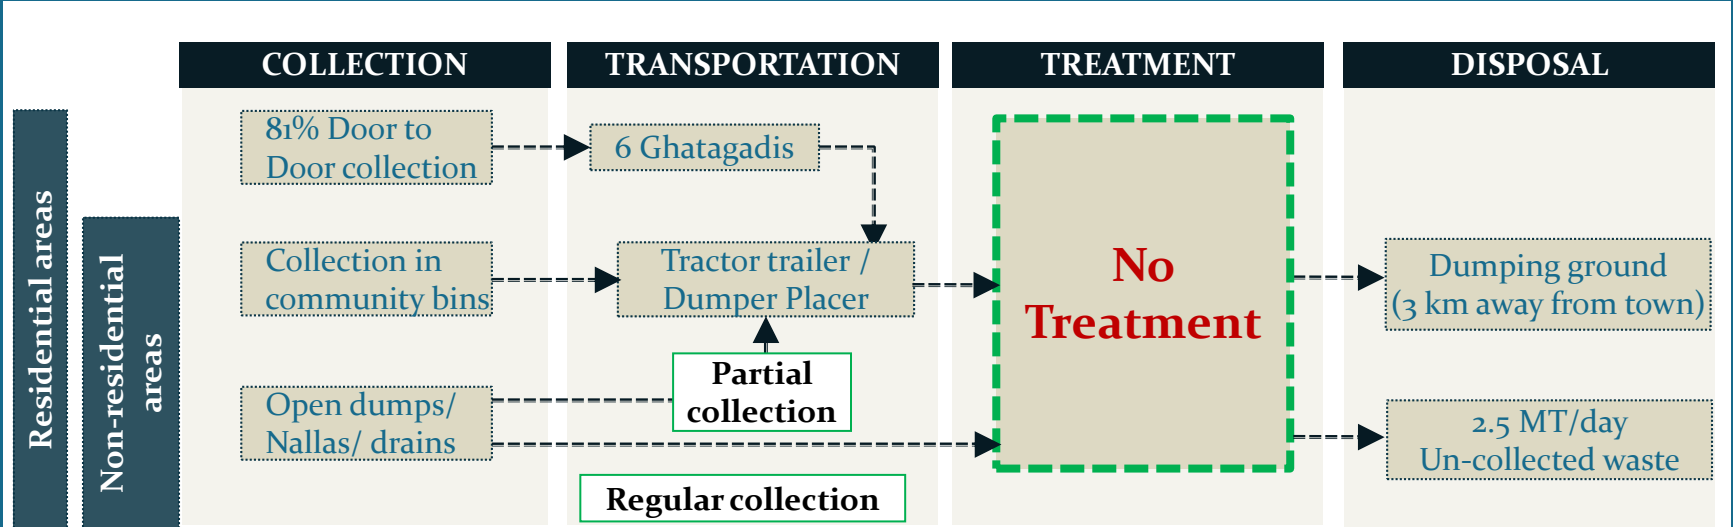 COLLECTION
TRANSPORTATION
TREATMENT
DISPOSAL
Residential areas
Non-residential
areas
81% Door to
Door collection
6 Ghatagadis
Collection in
community bins
Tractor trailer /
Dumper Placer
No
Treatment
Dumping ground
(3 km away from town)
Partial
collection
Open dumps/
Nallas/ drains
2.5 MT/day
Un-collected waste
Regular collection